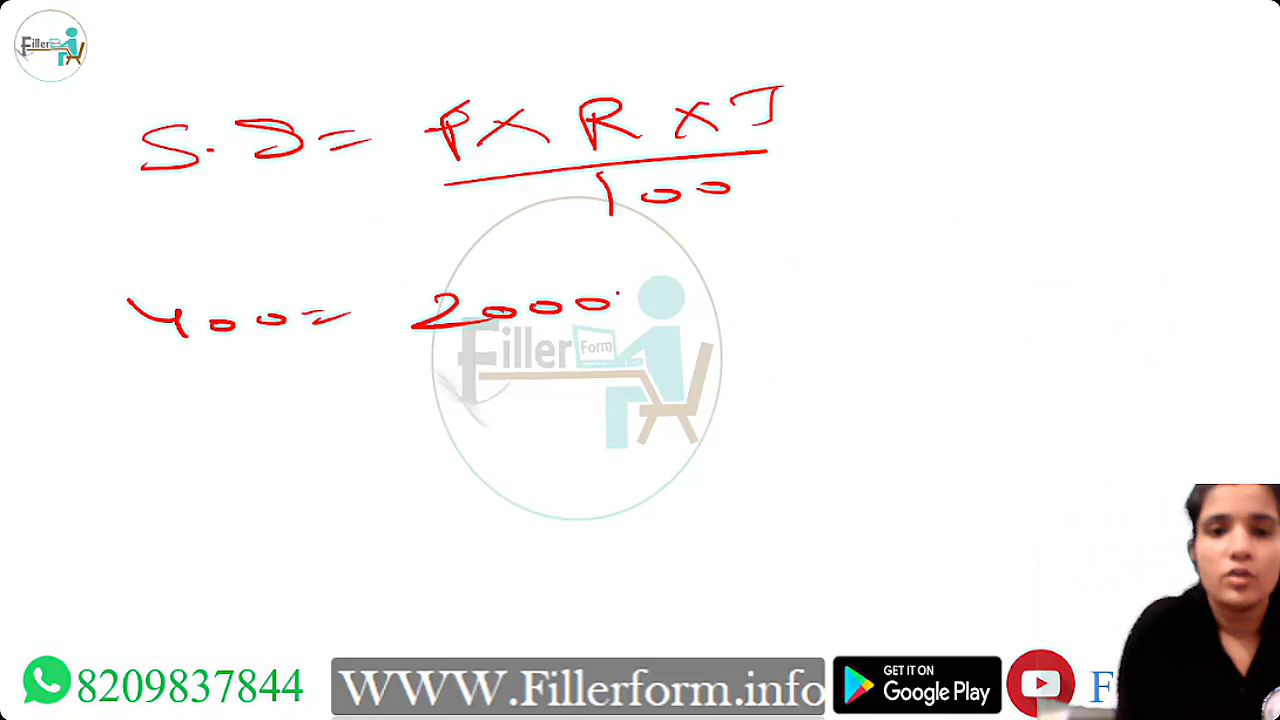 Filler
S.I = P X R X T
100
400 = 2000
Filler
Form
8209837844
WWW.Fillerform.info
GET IT ON
Google Play
F